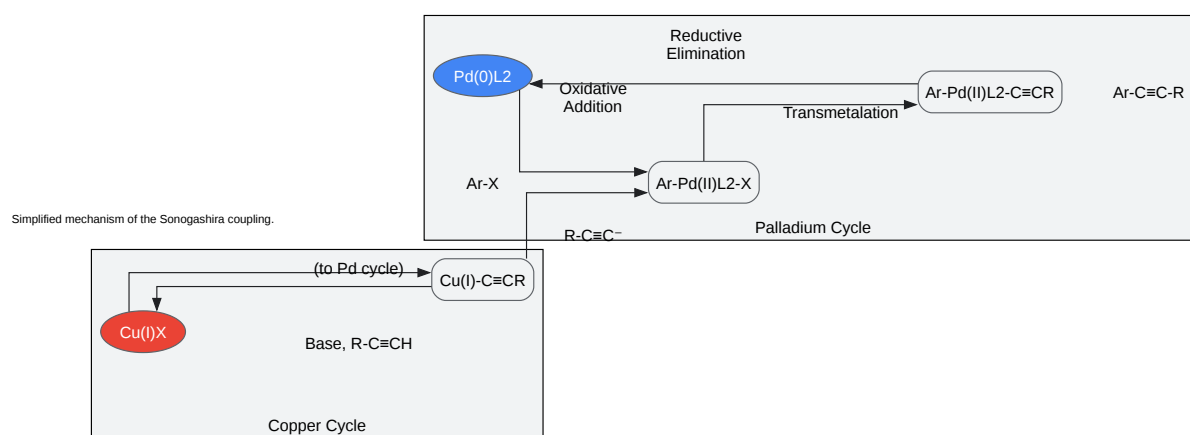 Reductive
Elimination
Pd(0)L2
Oxidative
Addition
Ar-Pd(II)L2-C≡CR
Ar-C≡C-R
Transmetalation
Ar-X
Ar-Pd(II)L2-X
Simplified mechanism of the Sonogashira coupling.
Palladium Cycle
R-C≡C⁻
(to Pd cycle)
Cu(I)-C≡CR
Cu(I)X
Base, R-C≡CH
Copper Cycle